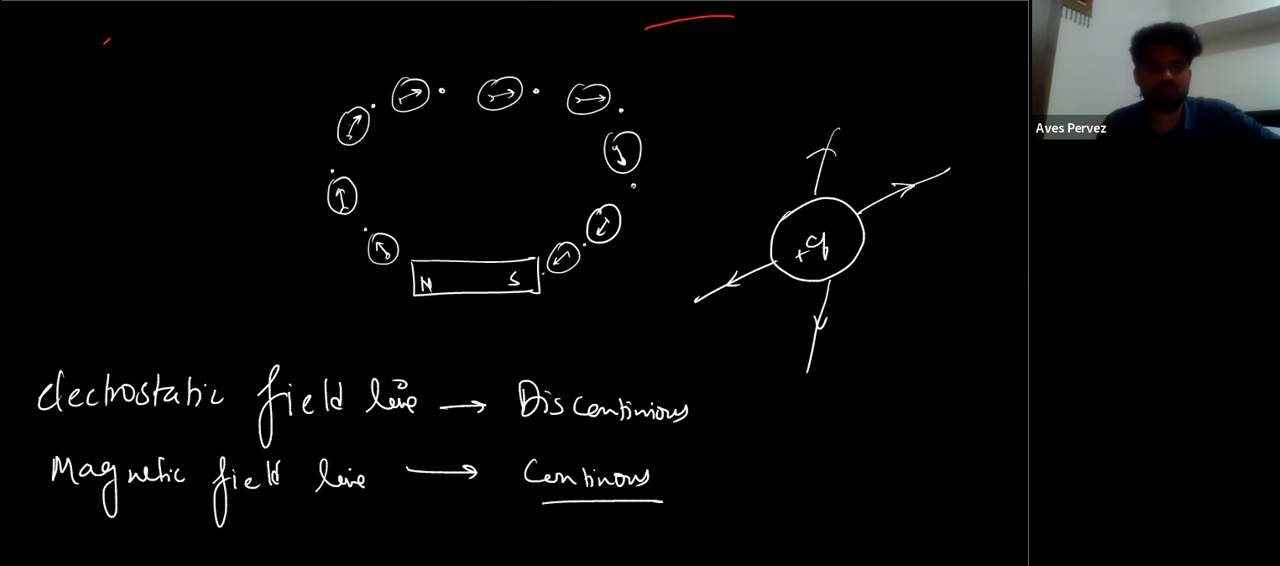 Aves Pervez
+q
N S
Electrostatic field line → Discontinious
Magnetic field line → Continous